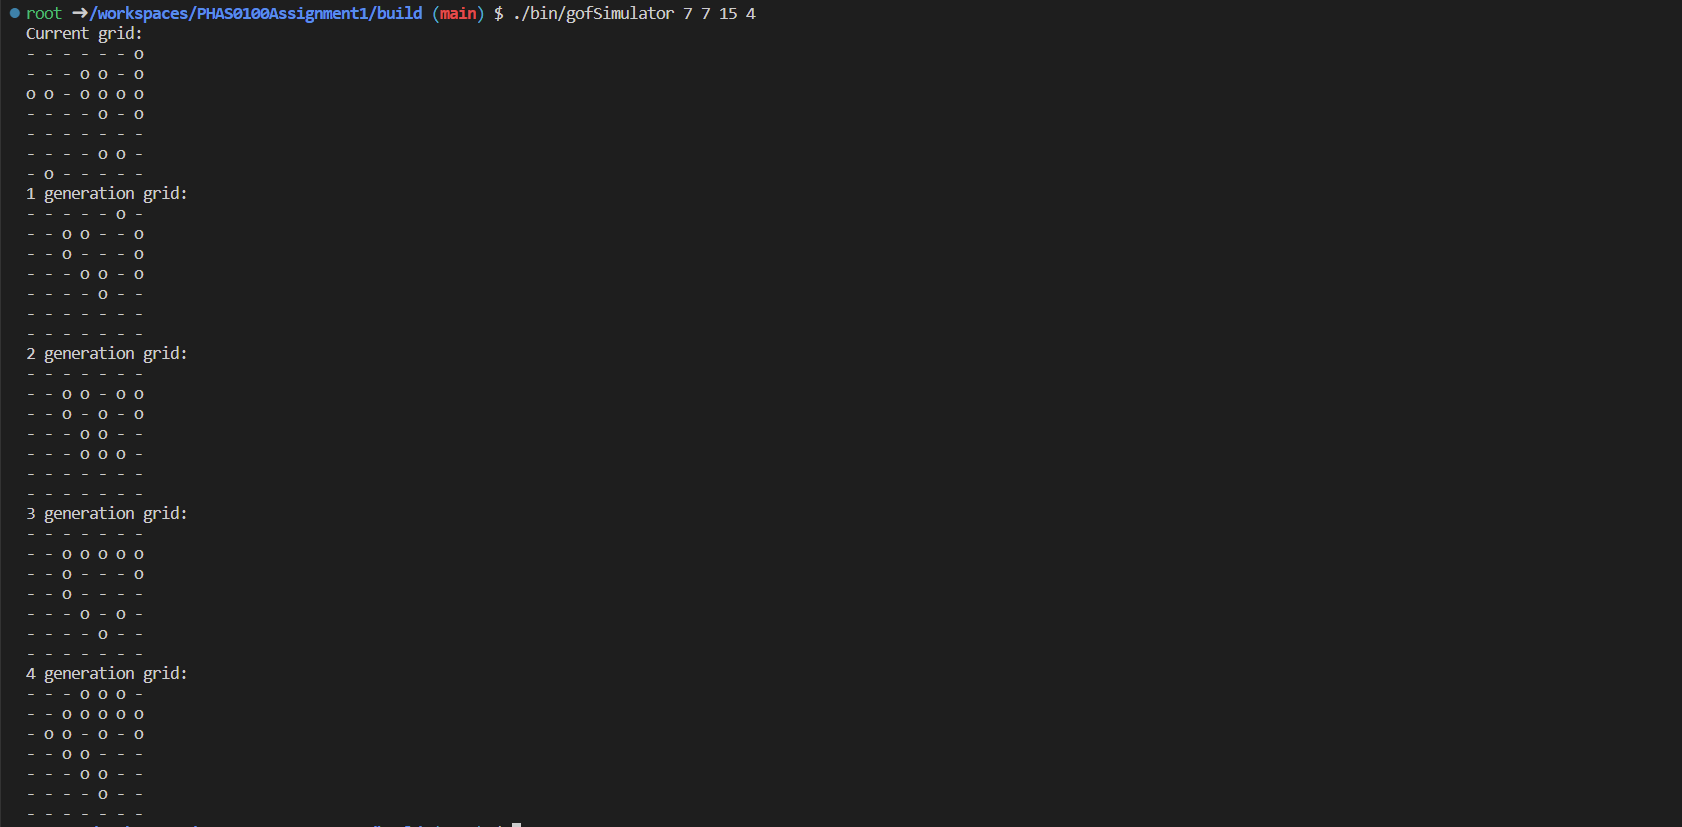 root ➜/workspaces/PHAS0100Assignment1/build (main) $ ./bin/gofSimulator 7 7 15 4
Current grid:
- - - - - - o
- - - o o - o
o o - o o o o
- - - - o - o
- - - - - - -
- - - - o o -
- o - - - - -
1 generation grid:
- - - - - o -
- - o o - - o
- - o - - - o
- - - o o - o
- - - - o - -
- - - - - - -
- - - - - - -
2 generation grid:
- - - - - - -
- - o o - o o
- - o - o - o
- - - o o - -
- - - o o o -
- - - - - - -
- - - - - - -
3 generation grid:
- - - - - - -
- - o o o o o
- - o - - - o
- - o - - - -
- - - o - o -
- - - - o - -
- - - - - - -
4 generation grid:
- - - o o o -
- - o o o o o
- o o - o - o
- - o o - - -
- - - o o - -
- - - - o - -
- - - - - - -